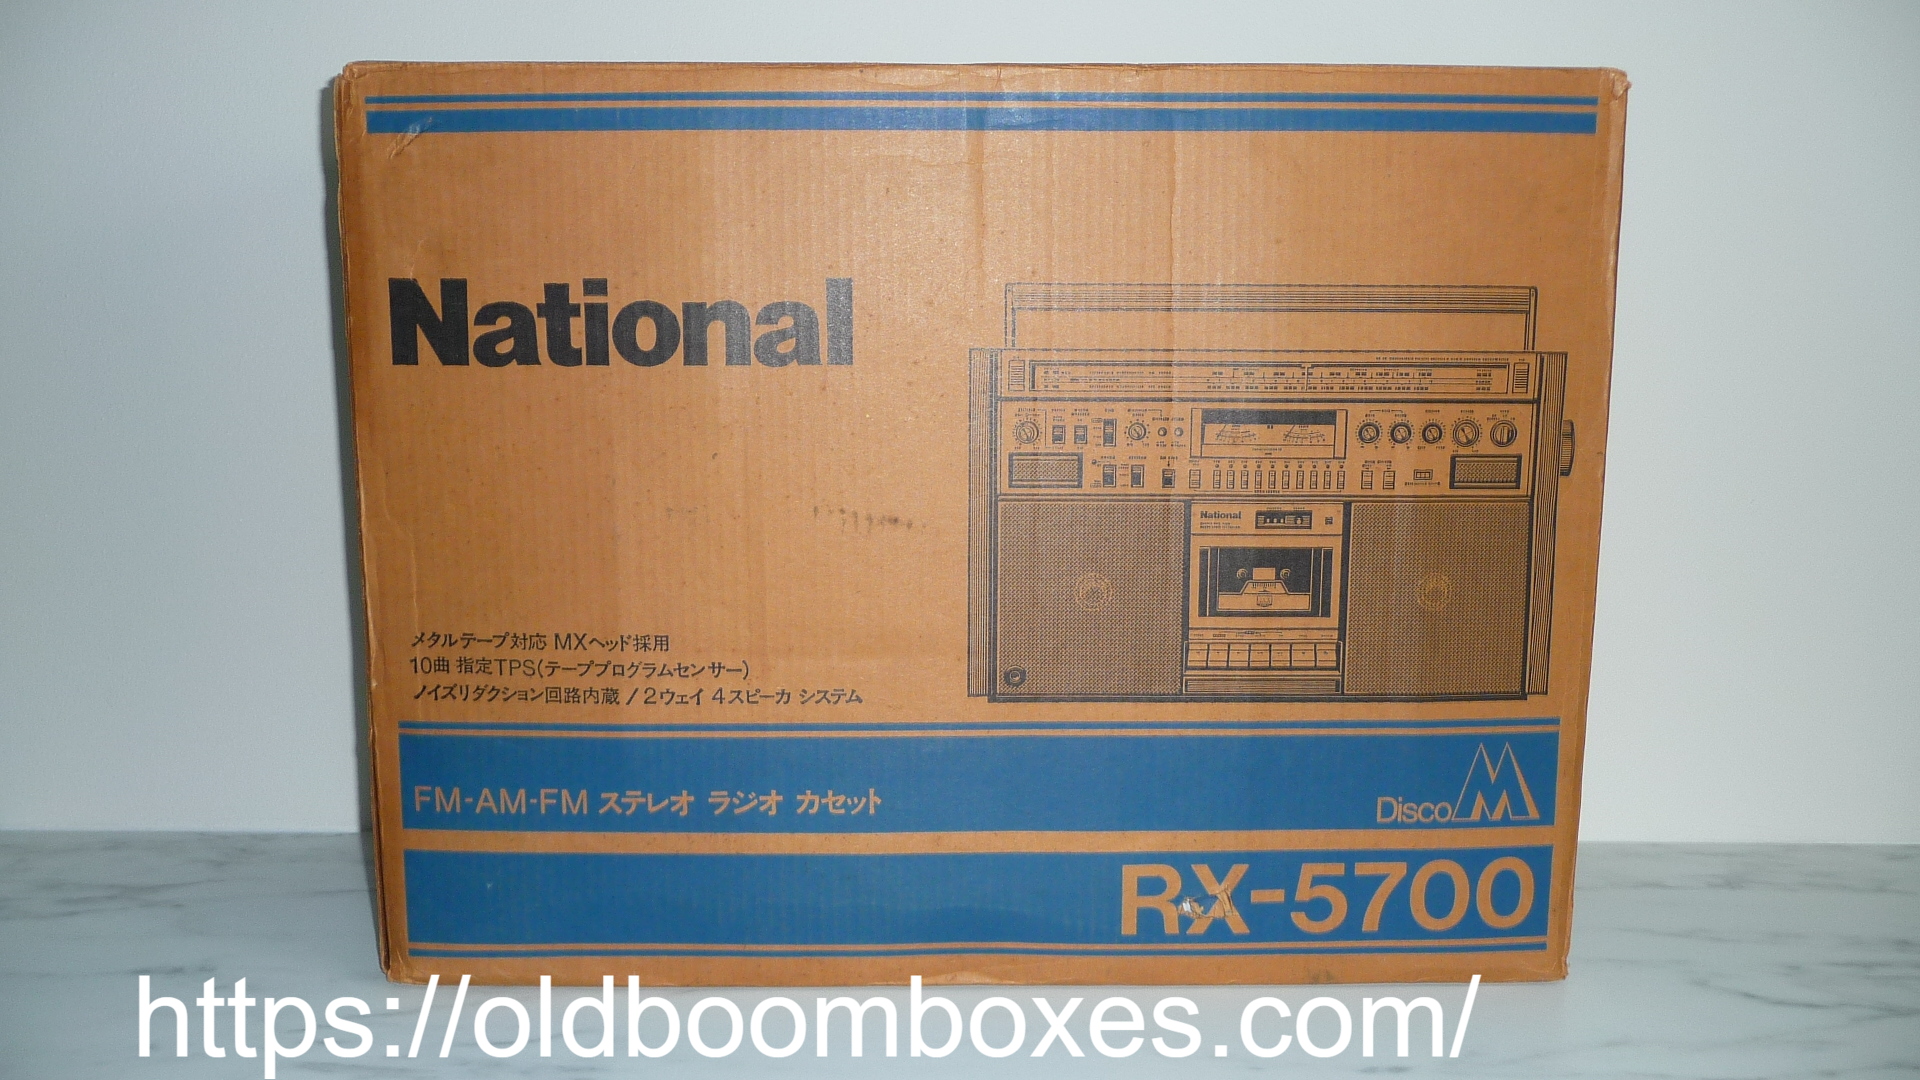 National
National
メタルテープ対応 MXヘッド採用
10曲 指定TPS(テーププログラムセンサー)
ノイズリダクション回路内蔵 / 2ウェイ 4スピーカ システム
FM-AM-FM ステレオ ラジオ カセット
Disco M
RX-5700
https://oldboomboxes.com/